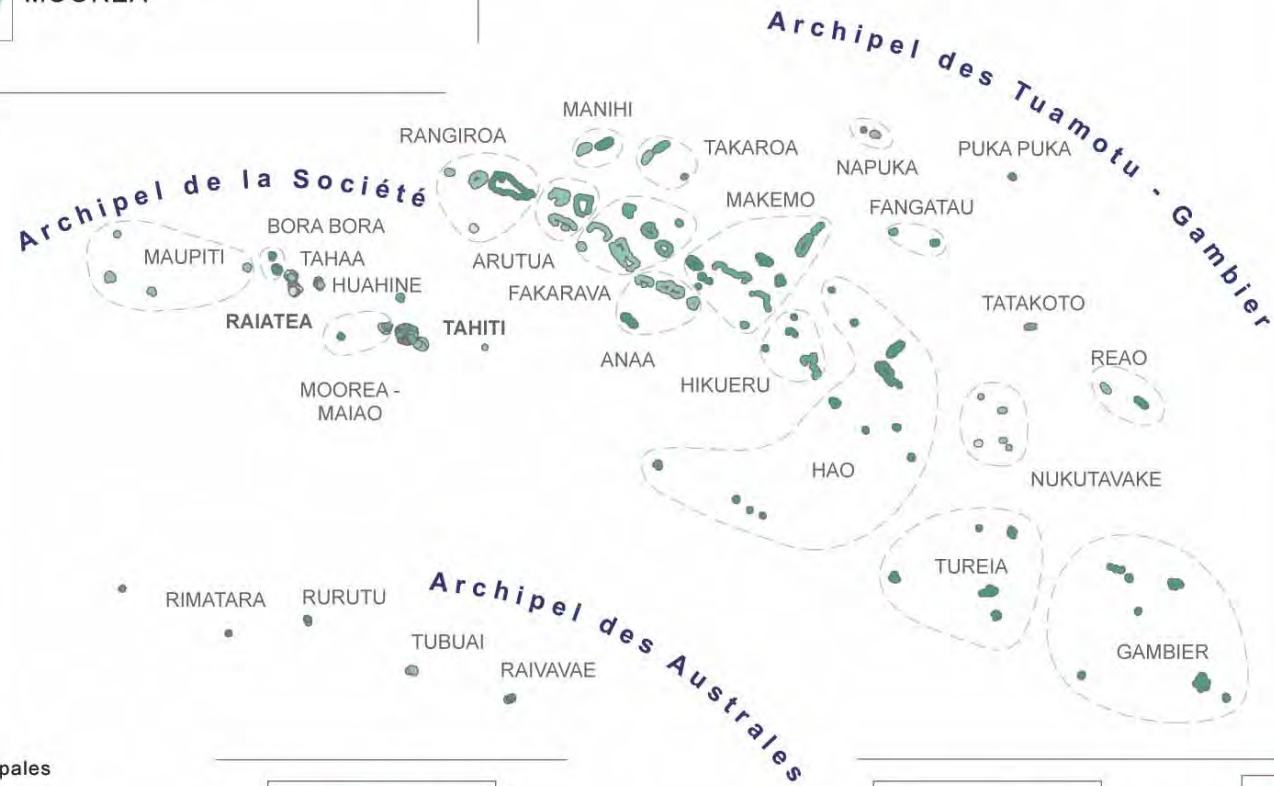 MOOREA
Archipel des Tuamotu - Gambier
MANIHI
RANGIROA
TAKAROA
NAPUKA
PUKA PUKA
Archipel de la Société
MAKEMO
FANGATAU
BORA BORA
MAUPITI
TAHAA
ARUTUA
HUAHINE
FAKARAVA
TATAKOTO
RAIATEA
TAHITI
ANAA
REAO
HIKUERU
MOOREA -
MAIAO
HAO
NUKUTAVAKE
TUREIA
Archipel des Australes
RIMATARA
RURUTU
TUBUAI
RAIVAVAE
GAMBIER
pales